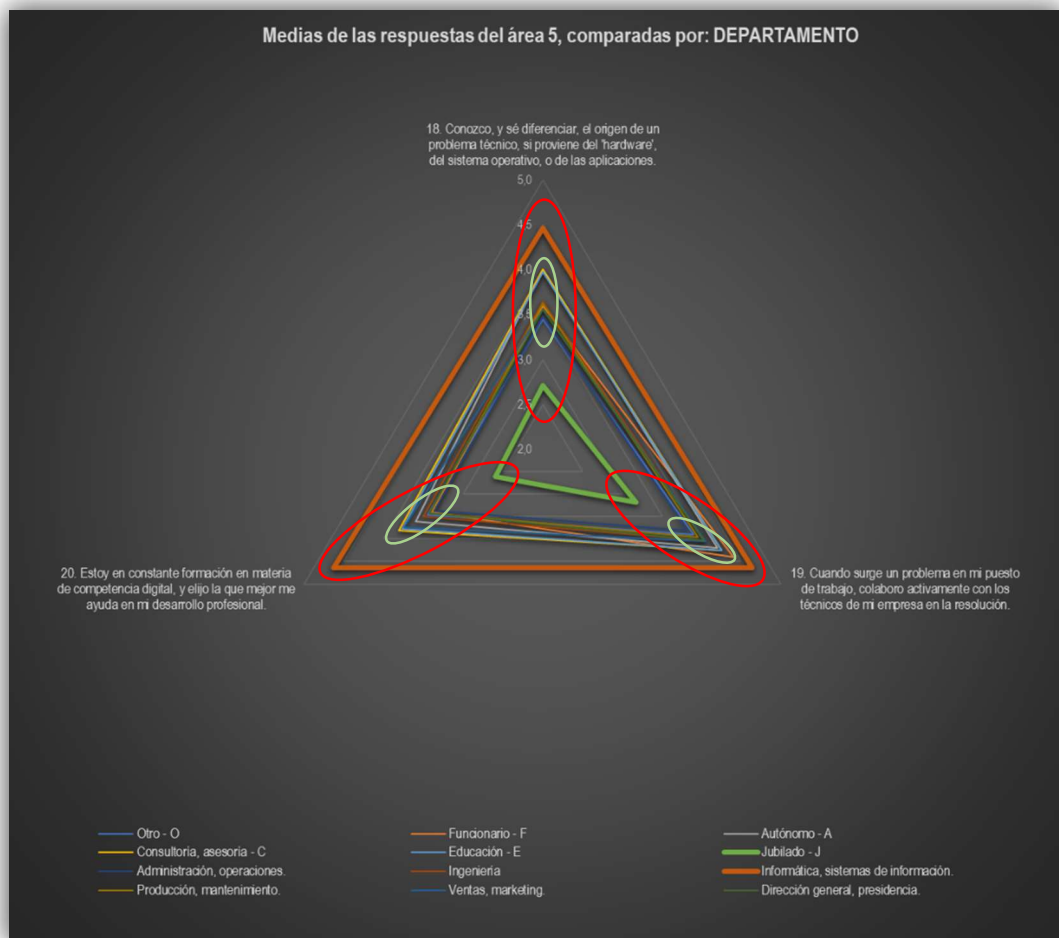 Medias de las respuestas del área 5, comparadas por: DEPARTAMENTO
18. Conozco, y sé diferenciar, el origen de un
problema técnico, si proviene del 'hardware',
del sistema operativo, o de las aplicaciones.
5,0
4,5
4,0
3,5
3,0
2,5
2,0
20. Estoy en constante formación en materia
de competencia digital, y elijo la que mejor me
ayuda en mi desarrollo profesional.
19. Cuando surge un problema en mi puesto
de trabajo, colaboro activamente con los
técnicos de mi empresa en la resolución.
Otro - O
Funcionario - F
Autónomo - A
Consultoría, asesoría - C
Educación - E
Jubilado - J
Administración, operaciones.
Ingeniería
Informática, sistemas de información.
Producción, mantenimiento.
Ventas, marketing.
Dirección general, presidencia.